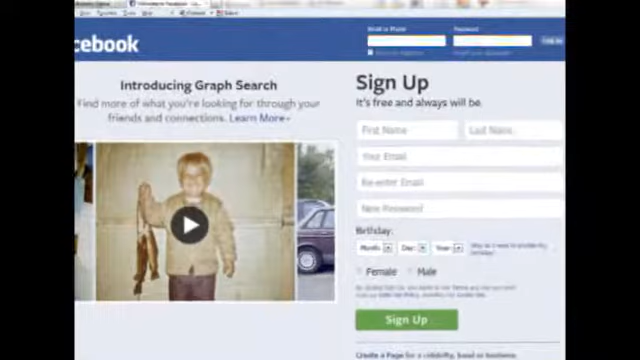 cebook
Email or Phone
Password
Introducing Graph Search
Find more of what you're looking for through your
friends and connections. Learn More
Sign Up
It's free and always will be.
First Name
Last Name
Your Email
Re-enter Email
New Password
Birthday:
Month: Day: Year:
Female Male
Sign Up
Create a Page for a celebrity, band or business.